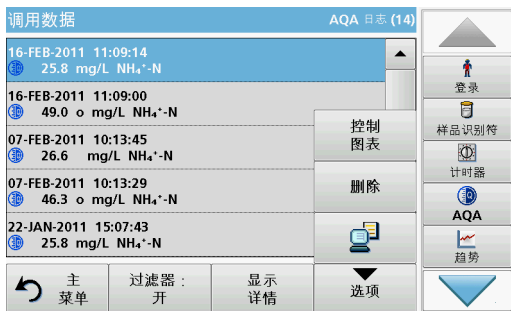 调用数据
AQA 日志 (14)
16-FEB-2011 11:09:14
25.8 mg/L NH₄⁺-N
16-FEB-2011 11:09:00
49.0 o mg/L NH₄⁺-N
07-FEB-2011 10:13:45
26.6 mg/L NH₄⁺-N
07-FEB-2011 10:13:29
46.3 o mg/L NH₄⁺-N
22-JAN-2011 15:07:43
25.8 mg/L NH₄⁺-N
控制
图表
删除
主
菜单
过滤器：
开
显示
详情
选项
登录
样品识别符
计时器
AQA
趋势